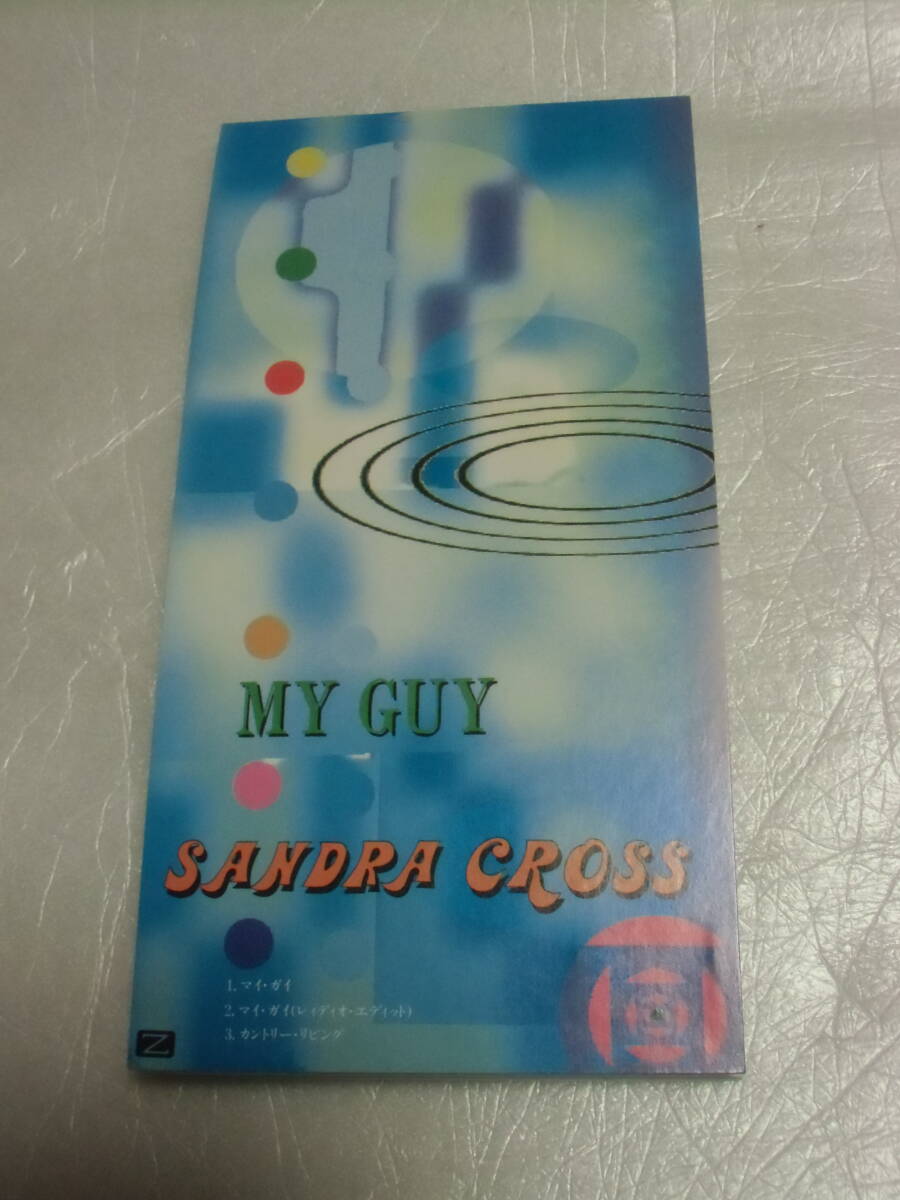 MY GUY
SANDRA CROSS
1. マイ・ガイ
2. マイ・ガイ(レィディオ・エディット)
3. カントリー・リビング
Z